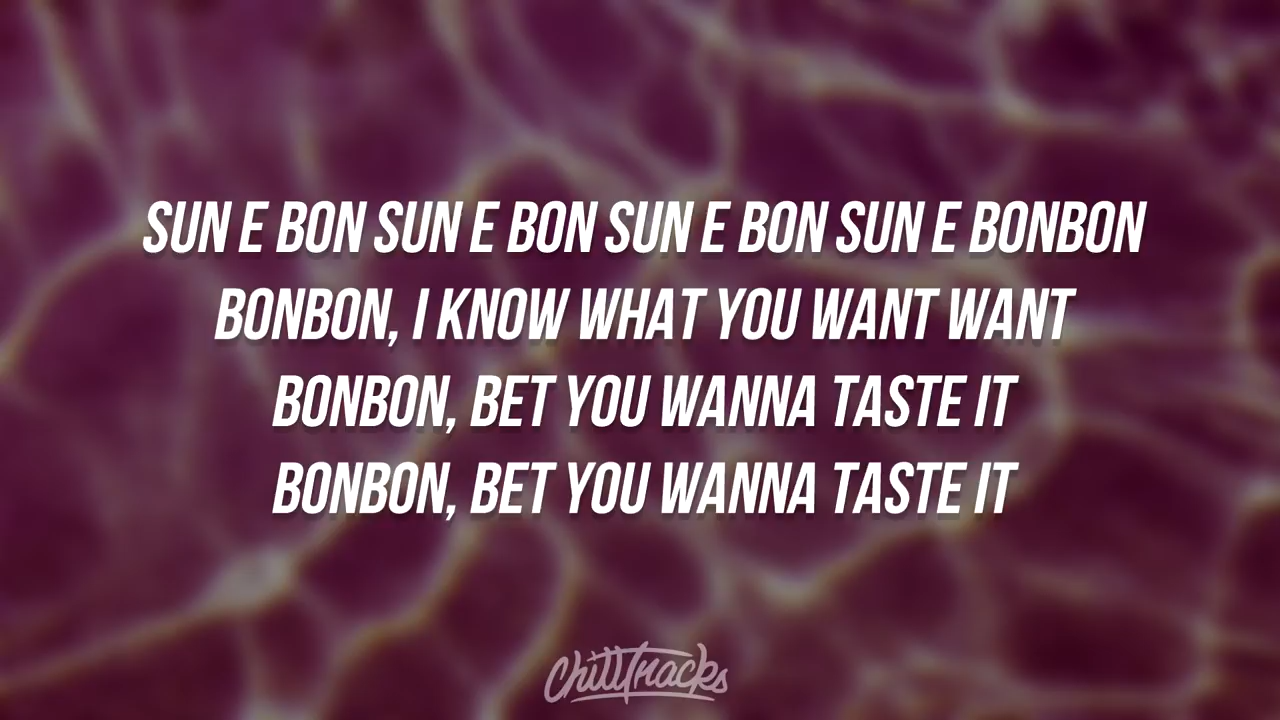 SUN E BON SUN E BON SUN E BON SUN E BONBON
BONBON, I KNOW WHAT YOU WANT WANT
BONBON, BET YOU WANNA TASTE IT
BONBON, BET YOU WANNA TASTE IT
ChillTracks